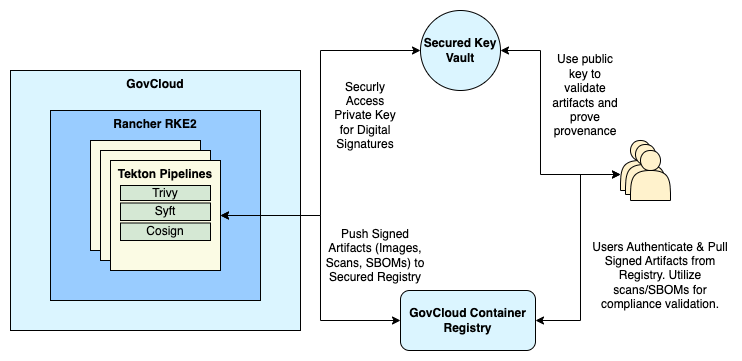 GovCloud
Rancher RKE2
Tekton Pipelines
Trivy
Syft
Cosign
Securly
Access
Private Key
for Digital
Signatures
Push Signed
Artifacts (Images,
Scans, SBOMs) to
Secured Registry
Secured Key
Vault
GovCloud Container
Registry
Use public
key to
validate
artifacts and
prove
provenance
Users Authenticate & Pull
Signed Artifacts from
Registry. Utilize
scans/SBOMs for
compliance validation.